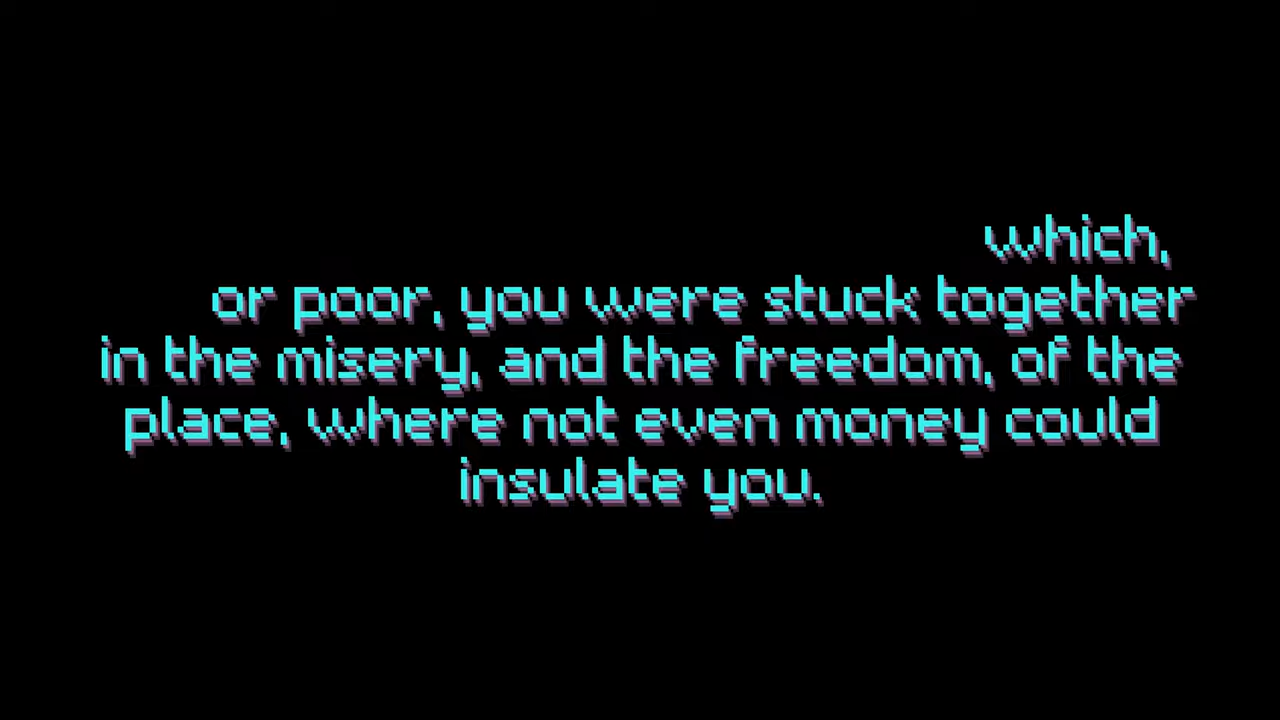 which,
or poor, you were stuck together
in the misery, and the freedom, of the
place, where not even money could
insulate you.